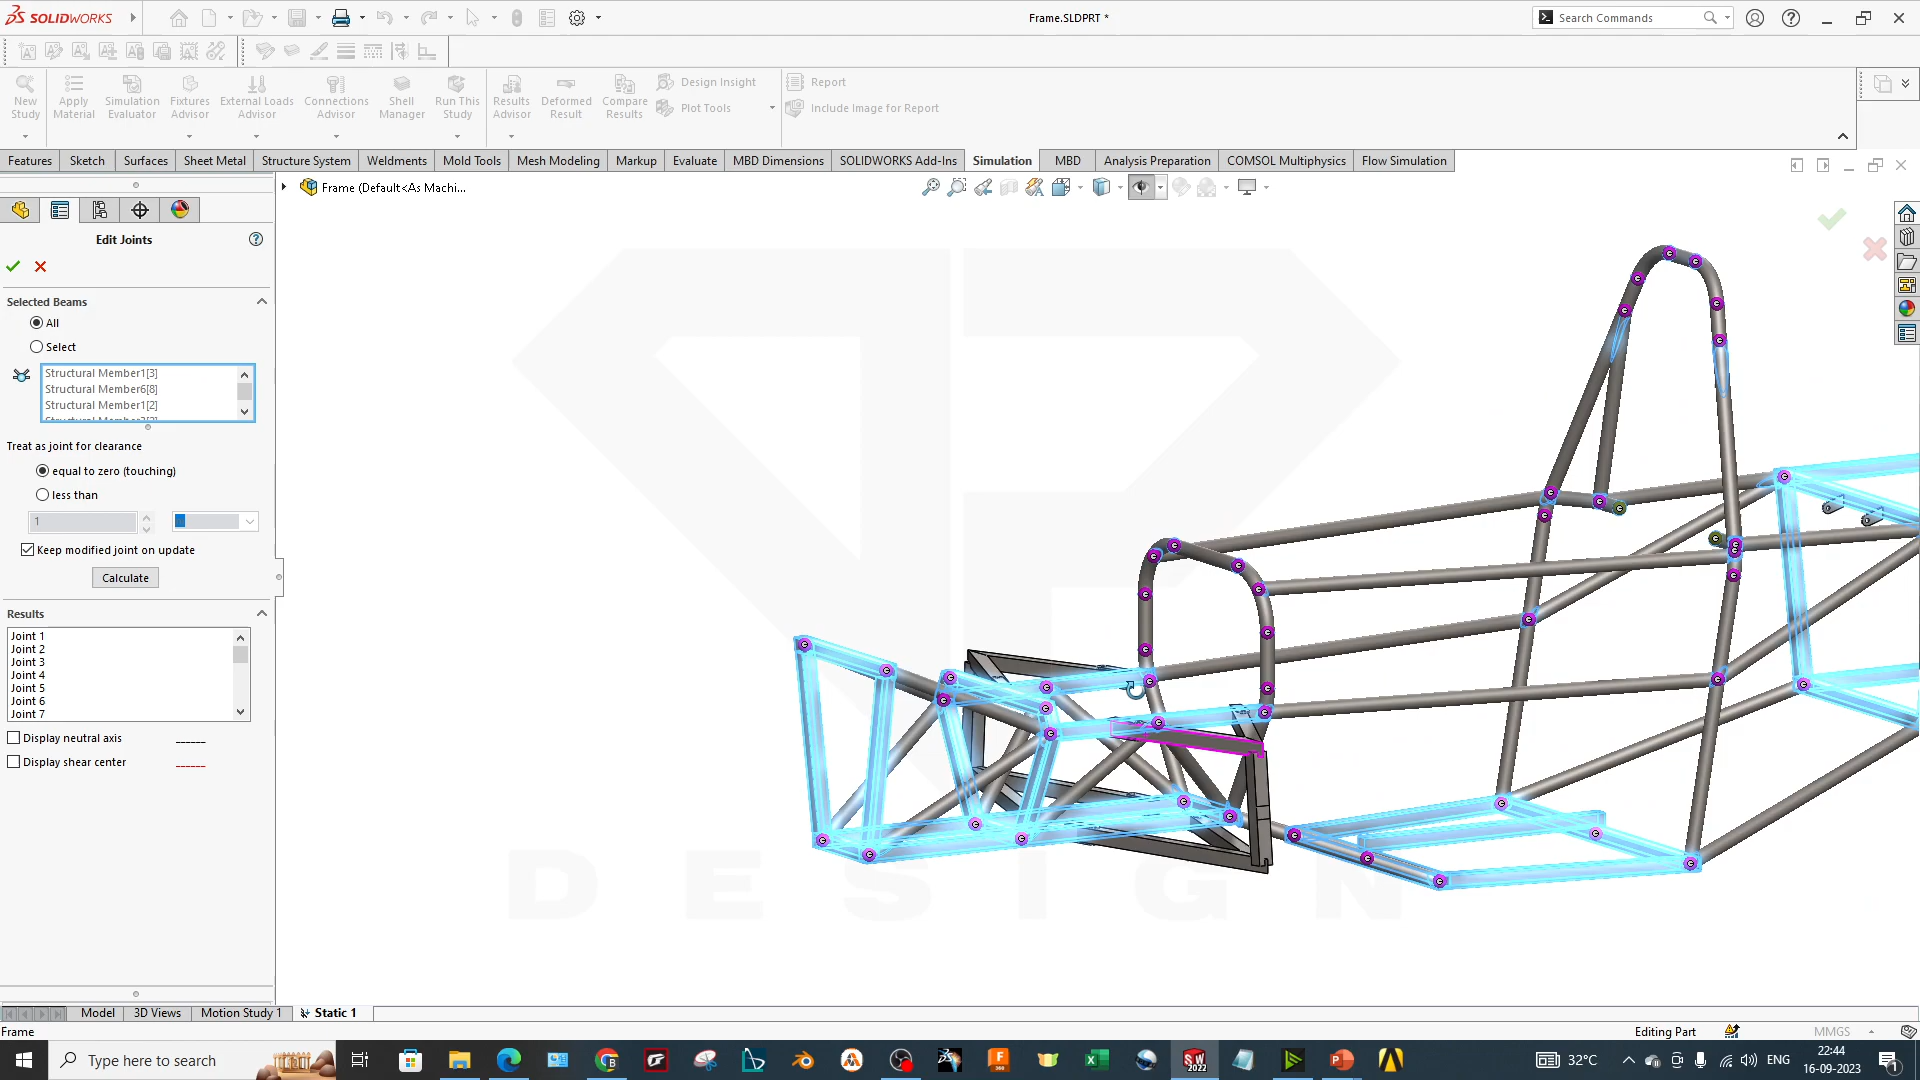 SOLIDWORKS
Frame.SLDPRT *
Search Commands
New Study
Apply Material
Simulation Evaluator
Fixtures Advisor
External Loads Advisor
Connections Advisor
Shell Manager
Run This Study
Results Advisor
Deformed Result
Compare Results
Design Insight
Plot Tools
Report
Include Image for Report
Features
Sketch
Surfaces
Sheet Metal
Structure System
Weldments
Mold Tools
Mesh Modeling
Markup
Evaluate
MBD Dimensions
SOLIDWORKS Add-Ins
Simulation
MBD
Analysis Preparation
COMSOL Multiphysics
Flow Simulation
Frame (Default<As Machi...
Edit Joints
Selected Beams
All
Select
Structural Member1[3]
Structural Member6[8]
Structural Member1[2]
Treat as joint for clearance
equal to zero (touching)
less than
1
Keep modified joint on update
Calculate
Results
Joint 1
Joint 2
Joint 3
Joint 4
Joint 5
Joint 6
Joint 7
Display neutral axis
Display shear center
DESIGN
Model
3D Views
Motion Study 1
Static 1
Frame
Editing Part
MMGS
Type here to search
32°C
ENG
22:44
16-09-2023